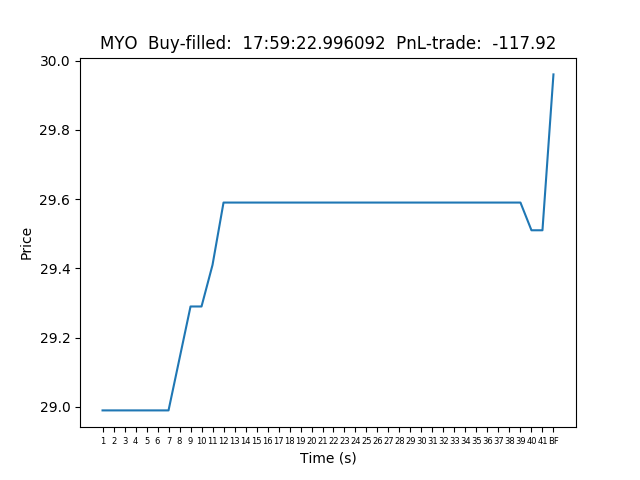 MYO Buy-filled: 17:59:22.996092 PnL-trade: -117.92
30.0
29.8
29.6
29.4
29.2
29.0
Price
1 2 3 4 5 6 7 8 9 10 11 12 13 14 15 16 17 18 19 20 21 22 23 24 25 26 27 28 29 30 31 32 33 34 35 36 37 38 39 40 41 BF
Time (s)